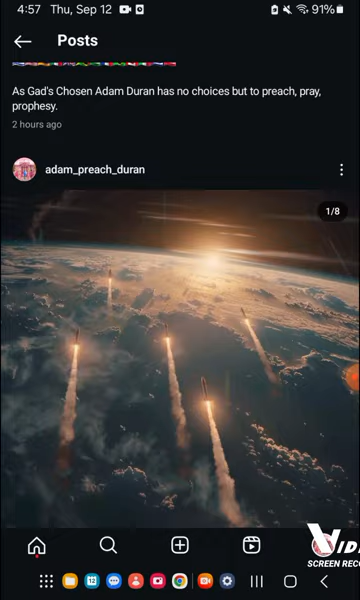 4:57 Thu, Sep 12 91%
Posts
As Gad's Chosen Adam Duran has no choices but to preach, pray,
prophesy.
2 hours ago
adam_preach_duran
1/8
12
SCREEN REC